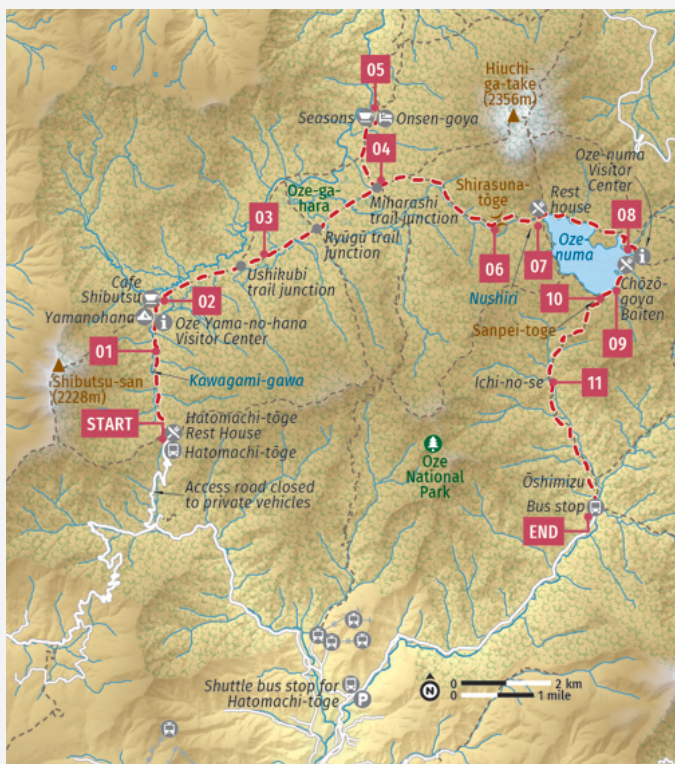 05
Hiuchi-
ga-take
(2356m)
Seasons
Onsen-goya
Oze-numa
Visitor
Center
04
Shirasuna-
tōge
Rest
house
Oze-ga-
hara
Miharashi
trail junction
08
03
Ryūgū trail
junction
Oze-
numa
06
07
Ushikubi
trail junction
Cafe
Shibutsu
02
Nushiri
10
Chōzō-
goya
Baiten
Yamanohana
Oze Yama-no-hana
Visitor Center
Sanpei-toge
09
01
Shibutsu-san
(2228m)
Kawagami-gawa
Ichi-no-se
11
START
Hatomachi-tōge
Rest House
Hatomachi-tōge
Oze
National
Park
Access road closed
to private vehicles
Ōshimizu
Bus stop
END
Shuttle bus stop for
Hatomachi-tōge
P
N
0
2 km
0
1 mile